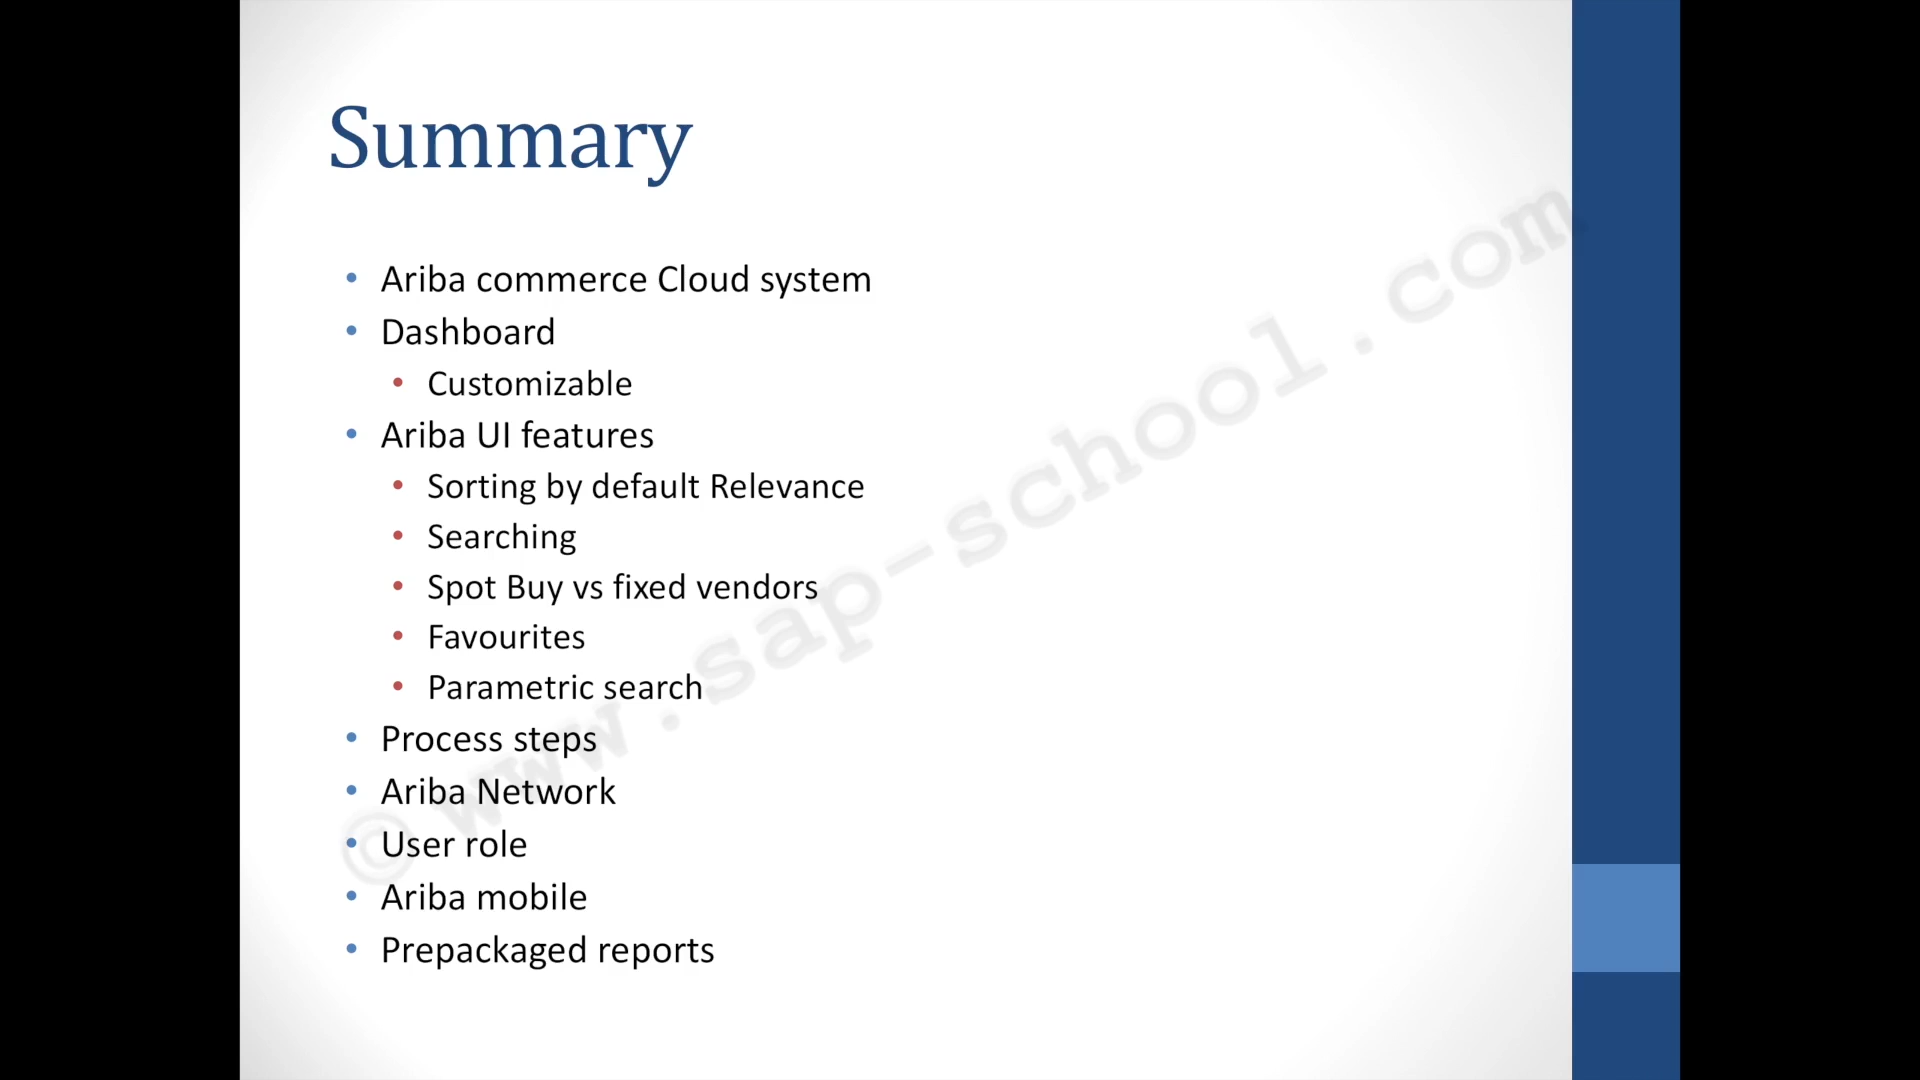 Summary
• Ariba commerce Cloud system
• Dashboard
• Customizable
• Ariba UI features
• Sorting by default Relevance
• Searching
• Spot Buy vs fixed vendors
• Favourites
• Parametric search
• Process steps
• Ariba Network
• User role
• Ariba mobile
• Prepackaged reports
© www.sap-school.com